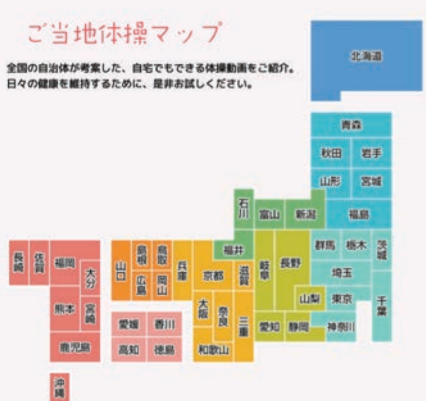 ご当地体操マップ
全国の自治体が考案した、自宅でもできる体操動画をご紹介。
日々の健康を維持するために、是非お試しください。
北海道
青森
秋田 岩手
山形 宮城
福島
石川 富山 新潟
福井
群馬 栃木 茨城
埼玉
東京 千葉
神奈川
岐阜 長野
山梨
愛知 静岡
滋賀
京都
兵庫
大阪 奈良 三重
和歌山
鳥取 島根
岡山 広島
山口
愛媛 香川
高知 徳島
長崎 佐賀 福岡 大分
熊本 宮崎
鹿児島
沖縄